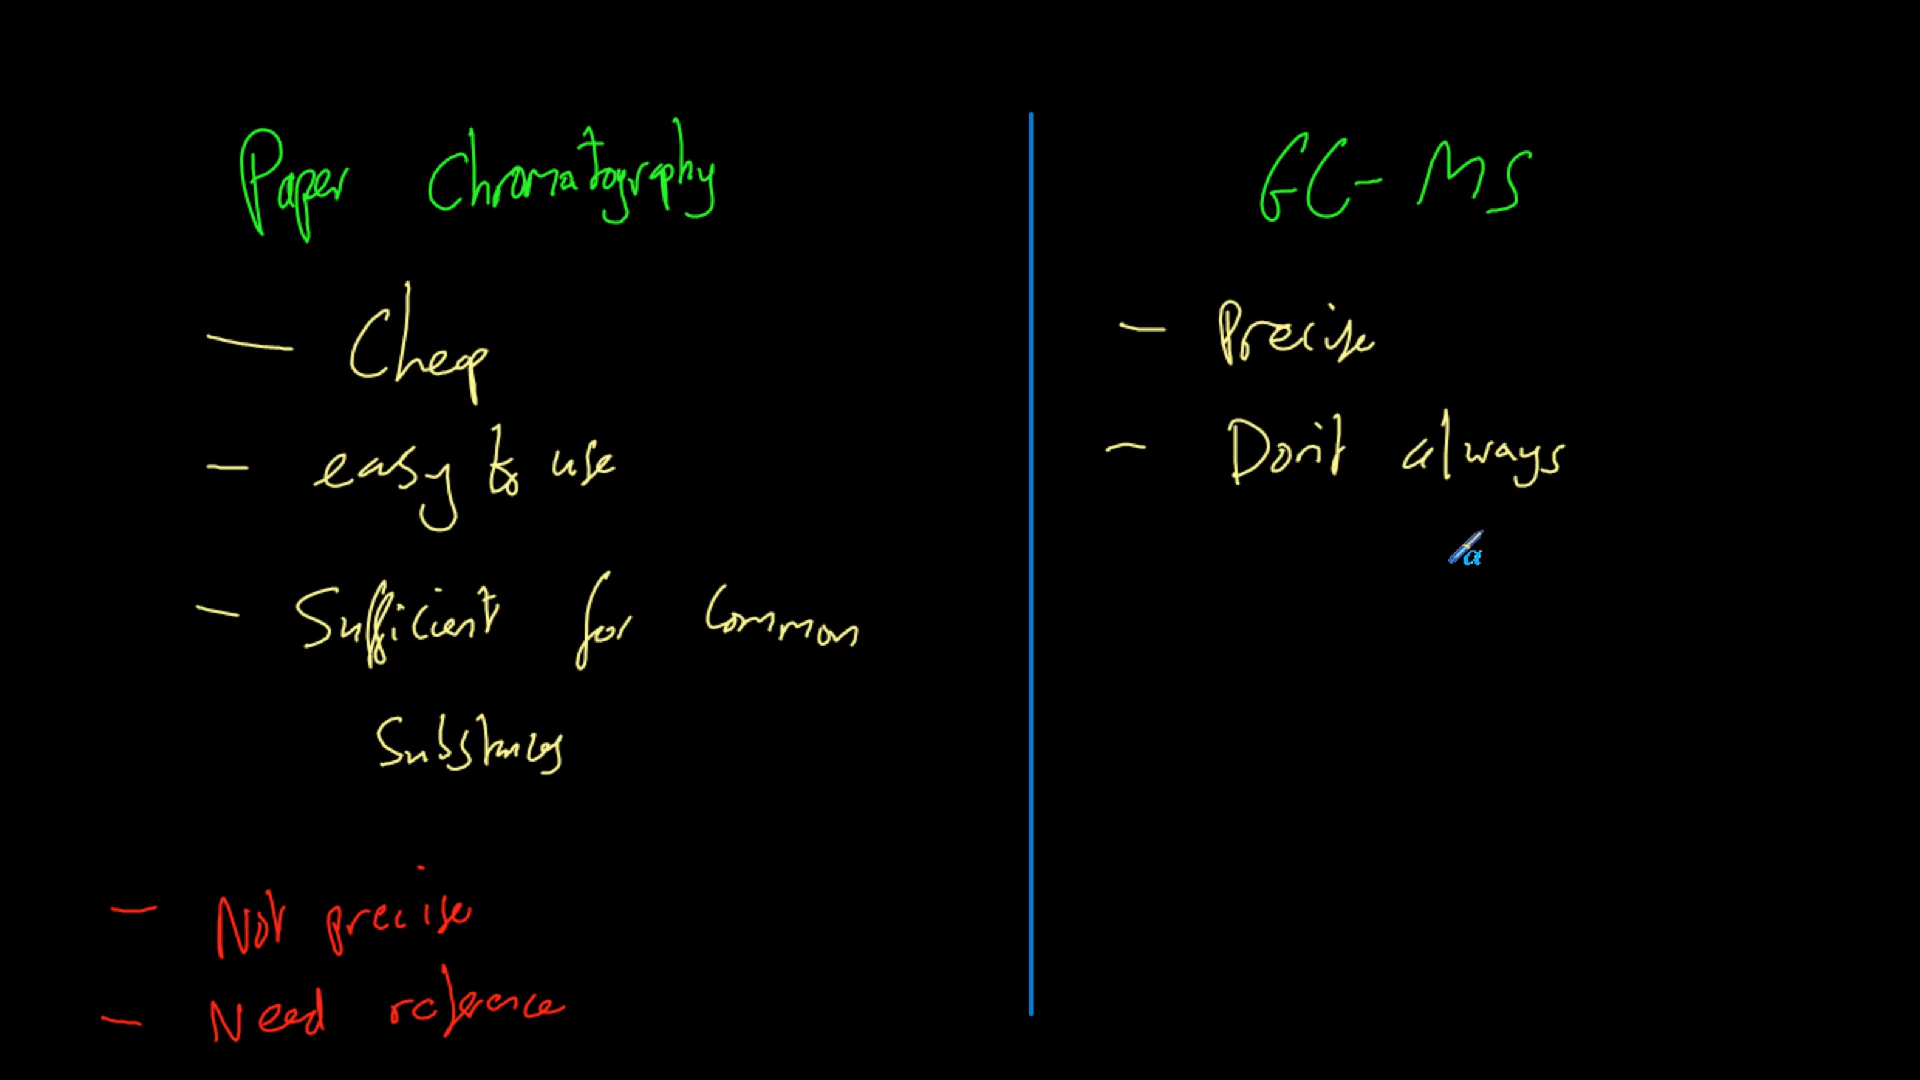 Paper Chromatography
- Cheap
- easy to use
- Sufficient for Common
Substances
- Not precise
- Need reference
GC-MS
- Precise
- Don't always